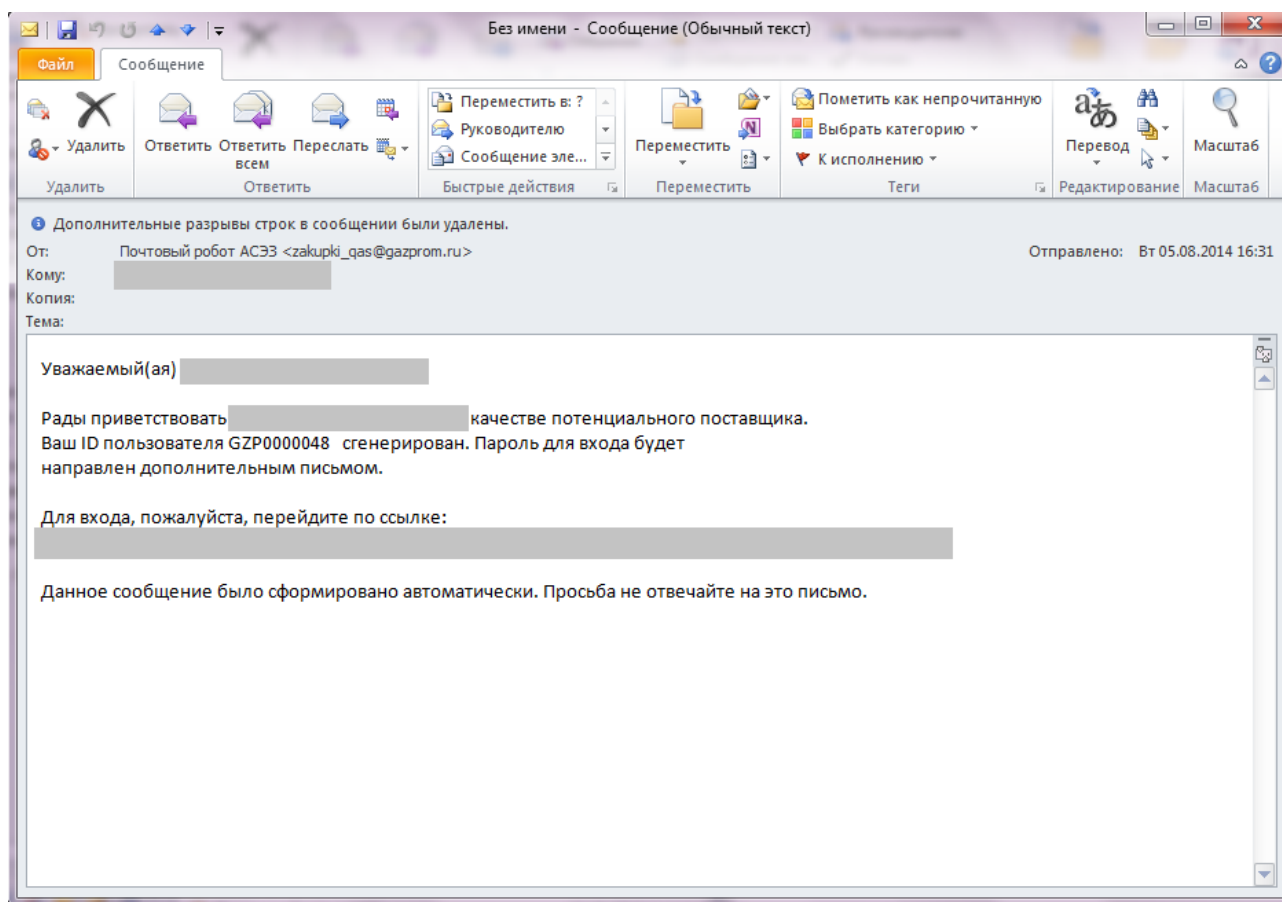 Без имени - Сообщение (Обычный текст)
Файл Сообщение
Переместить в: ? Пометить как непрочитанную
Удалить Ответить Ответить всем Переслать Руководителю Переместить Выбрать категорию Перевод Масштаб
Сообщение эле... К исполнению
Удалить Ответить Быстрые действия Переместить Теги Редактирование Масштаб
Дополнительные разрывы строк в сообщении были удалены.
От: Почтовый робот АСЭЗ <zakupki_qas@gazprom.ru> Отправлено: Вт 05.08.2014 16:31
Кому:
Копия:
Тема:
Уважаемый(ая)
Рады приветствовать качестве потенциального поставщика.
Ваш ID пользователя GZP0000048 сгенерирован. Пароль для входа будет
направлен дополнительным письмом.
Для входа, пожалуйста, перейдите по ссылке:
Данное сообщение было сформировано автоматически. Просьба не отвечайте на это письмо.